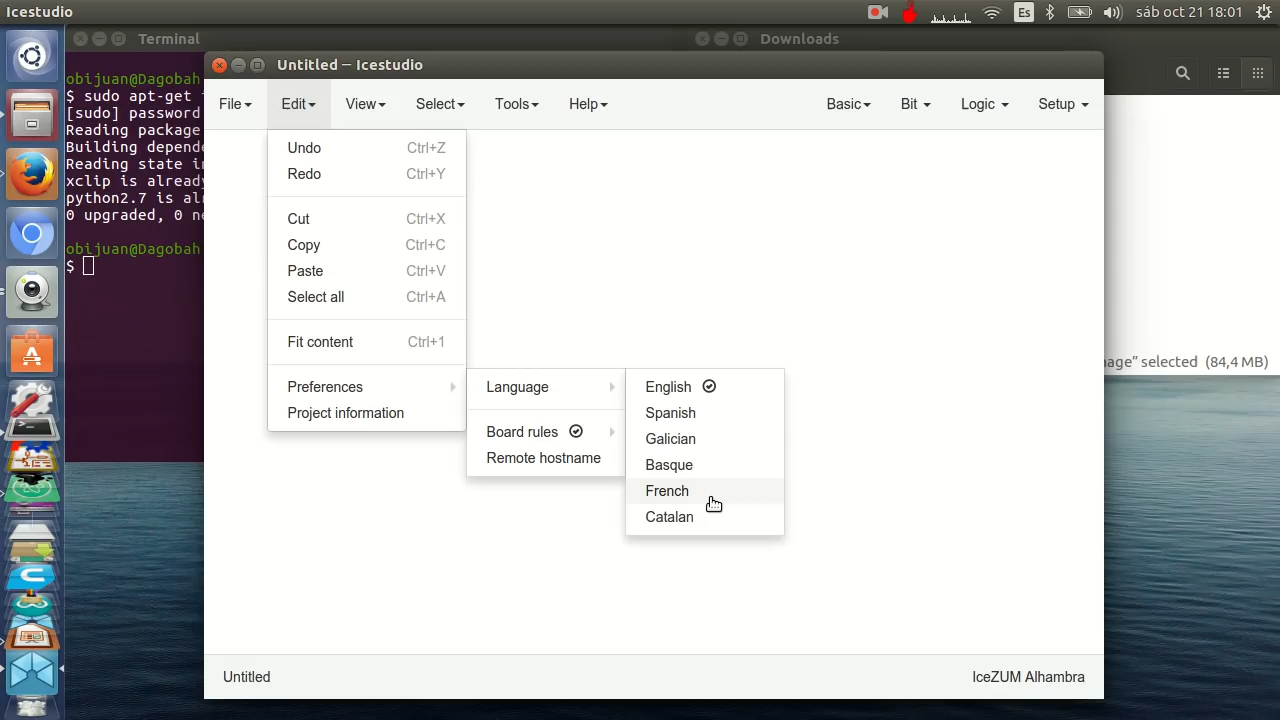 Icestudio
Es
sáb oct 21 18:01
Terminal
Downloads
Untitled – Icestudio
obijuan@Dagobah
$ sudo apt-get
[sudo] password
Reading package
Building depend
Reading state in
xclip is already
python2.7 is al
0 upgraded, 0 ne
obijuan@Dagobah
$
File Edit View Select Tools Help Basic Bit Logic Setup
Undo Ctrl+Z
Redo Ctrl+Y
Cut Ctrl+X
Copy Ctrl+C
Paste Ctrl+V
Select all Ctrl+A
Fit content Ctrl+1
Preferences
Project information
Language
Board rules
Remote hostname
English
Spanish
Galician
Basque
French
Catalan
age” selected (84,4 MB)
Untitled
IceZUM Alhambra